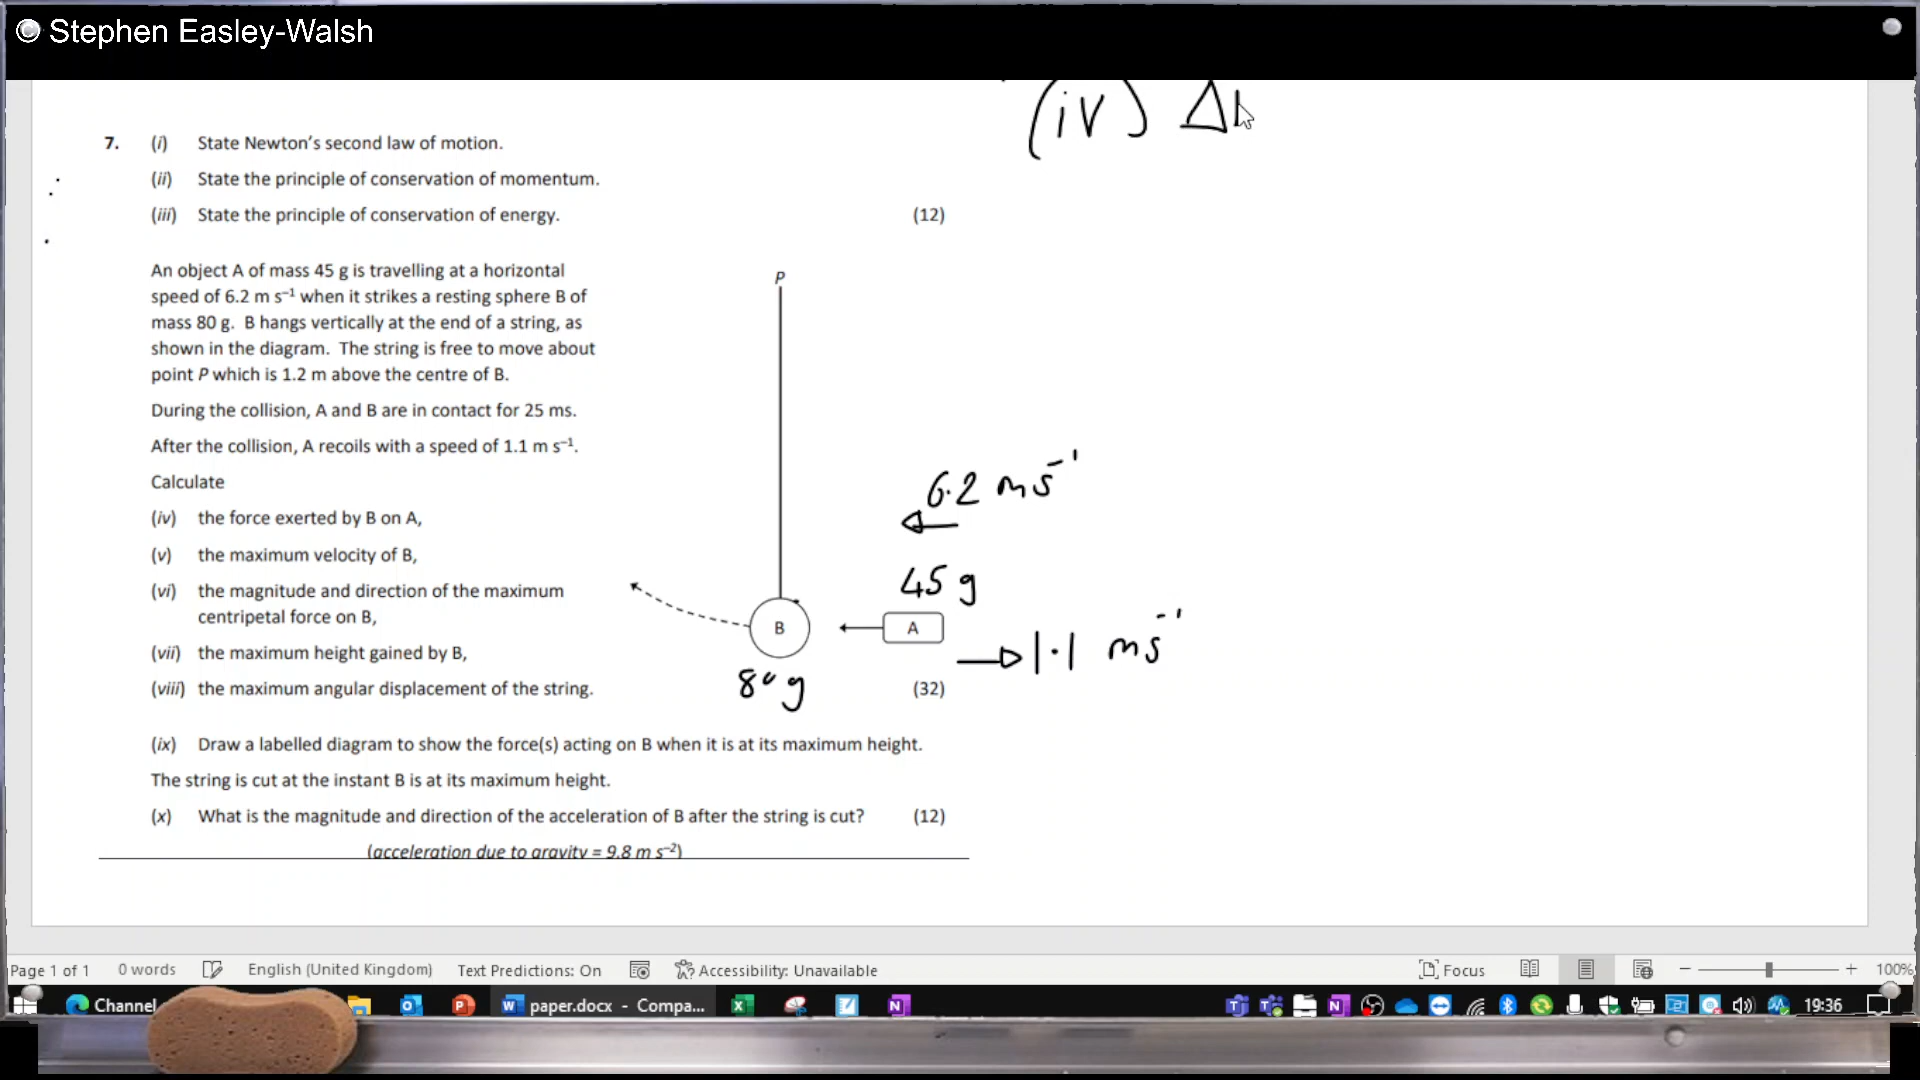 © Stephen Easley-Walsh
(iv) Δ
7. (i) State Newton's second law of motion.
(ii) State the principle of conservation of momentum.
(iii) State the principle of conservation of energy. (12)
An object A of mass 45 g is travelling at a horizontal
speed of 6.2 m s⁻¹ when it strikes a resting sphere B of
mass 80 g. B hangs vertically at the end of a string, as
shown in the diagram. The string is free to move about
point P which is 1.2 m above the centre of B.
During the collision, A and B are in contact for 25 ms.
After the collision, A recoils with a speed of 1.1 m s⁻¹.
Calculate
(iv) the force exerted by B on A,
(v) the maximum velocity of B,
(vi) the magnitude and direction of the maximum
centripetal force on B,
(vii) the maximum height gained by B,
(viii) the maximum angular displacement of the string. (32)
P
6.2 ms⁻¹
45 g
B
A
1.1 ms⁻¹
80 g
(ix) Draw a labelled diagram to show the force(s) acting on B when it is at its maximum height.
The string is cut at the instant B is at its maximum height.
(x) What is the magnitude and direction of the acceleration of B after the string is cut? (12)
(acceleration due to gravity = 9.8 m s⁻²)
Page 1 of 1 0 words English (United Kingdom) Text Predictions: On Accessibility: Unavailable Focus 100%
Channel paper.docx - Compa... 19:36